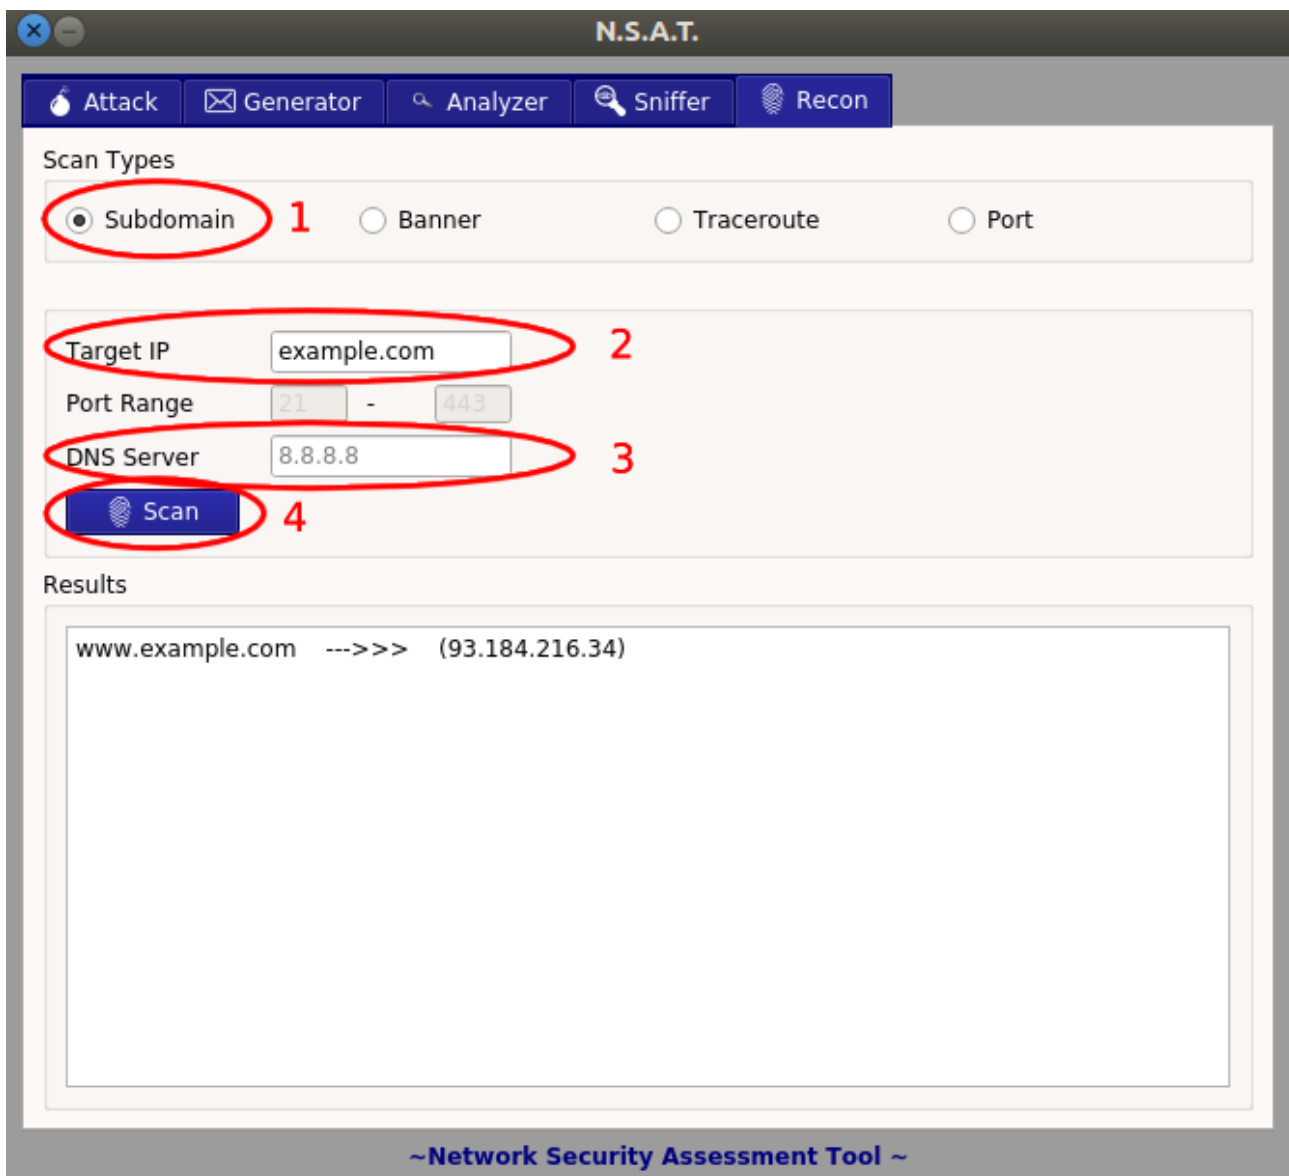 N.S.A.T.
Attack Generator Analyzer Sniffer Recon
Scan Types
Subdomain 1 Banner Traceroute Port
Target IP example.com 2
Port Range 21 - 443
DNS Server 8.8.8.8 3
Scan 4
Results
www.example.com --->>> (93.184.216.34)
~Network Security Assessment Tool ~